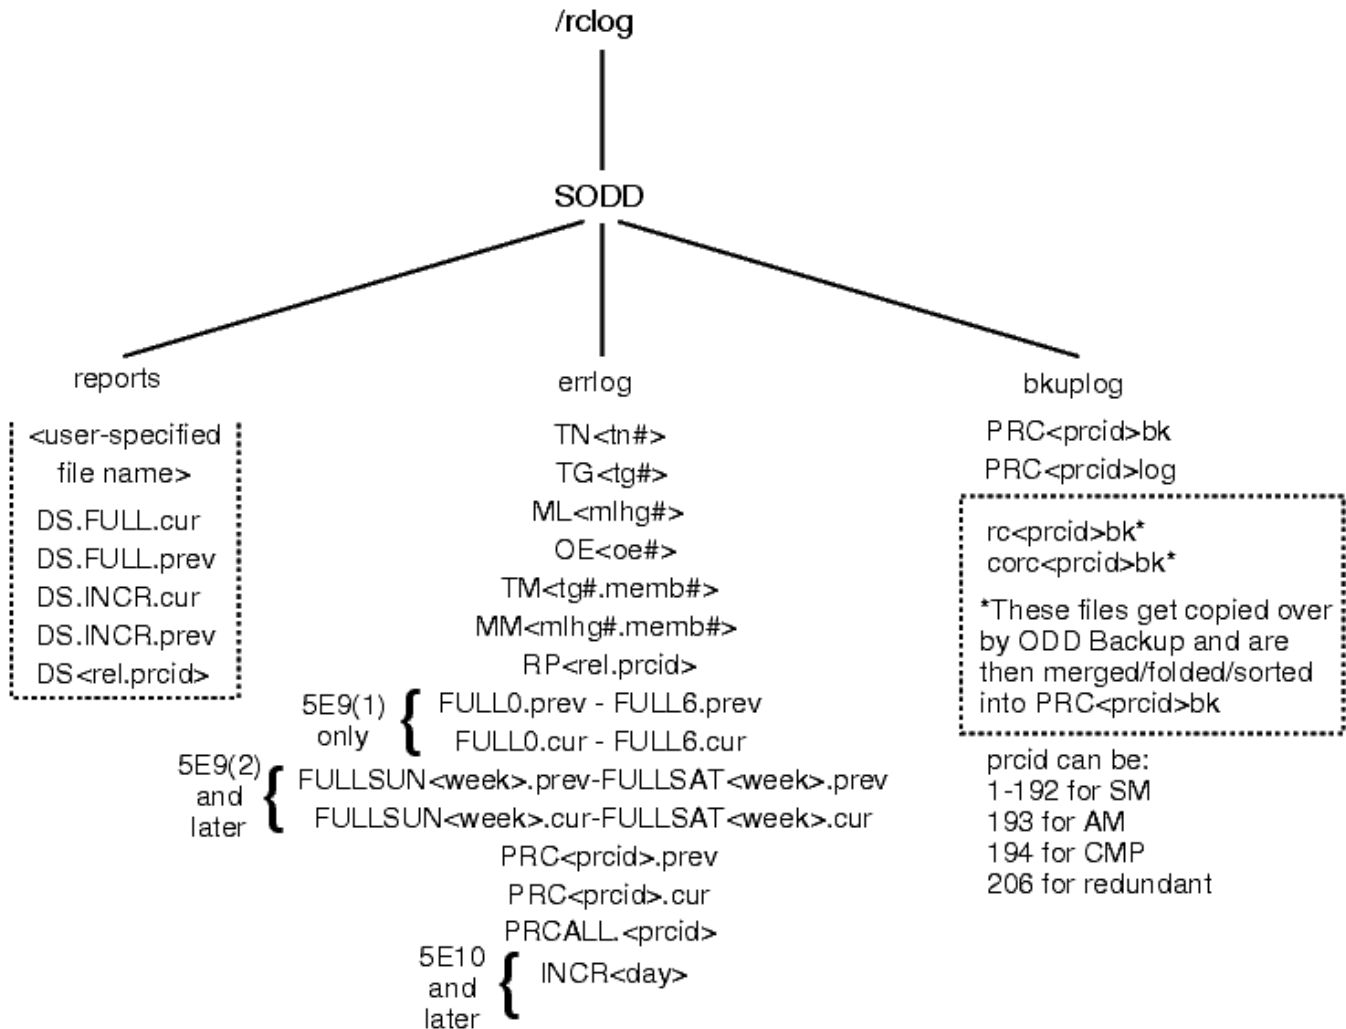 /rclog
SODD
reports
<user-specified
file name>
DS.FULL.cur
DS.FULL.prev
DS.INCR.cur
DS.INCR.prev
DS<rel.prcid>
errlog
TN<tn#>
TG<tg#>
ML<mlhg#>
OE<oe#>
TM<tg#.memb#>
MM<mlhg#.memb#>
RP<rel.prcid>
5E9(1)
only
{
FULL0.prev - FULL6.prev
FULL0.cur - FULL6.cur
5E9(2)
and
later
{
FULLSUN<week>.prev-FULLSAT<week>.prev
FULLSUN<week>.cur-FULLSAT<week>.cur
PRC<prcid>.prev
PRC<prcid>.cur
PRCALL.<prcid>
5E10
and
later
{
INCR<day>
bkuplog
PRC<prcid>bk
PRC<prcid>log
rc<prcid>bk*
corc<prcid>bk*
*These files get copied over
by ODD Backup and are
then merged/folded/sorted
into PRC<prcid>bk
prcid can be:
1-192 for SM
193 for AM
194 for CMP
206 for redundant